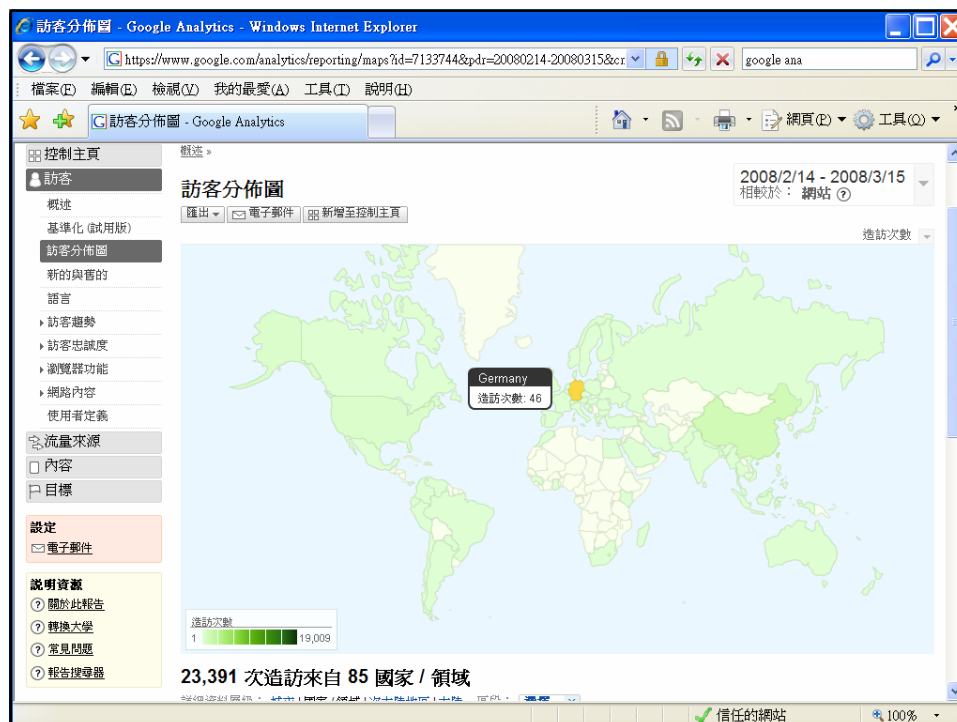 訪客分佈圖 - Google Analytics - Windows Internet Explorer
https://www.google.com/analytics/reporting/maps?id=7133744&pdr=20080214-20080315&cr
google ana
檔案(F) 編輯(E) 檢視(V) 我的最愛(A) 工具(T) 說明(H)
訪客分佈圖 - Google Analytics
網頁(P) 工具(O)
控制主頁
訪客
概述
基準化 (試用版)
訪客分佈圖
新的與舊的
語言
訪客趨勢
訪客忠誠度
瀏覽器功能
網路內容
使用者定義
流量來源
內容
目標
設定
電子郵件
說明資源
關於此報告
轉換大學
常見問題
報告搜尋器
概述 »
訪客分佈圖
匯出 電子郵件 新增至控制主頁
2008/2/14 - 2008/3/15
相較於： 網站
造訪次數
Germany
造訪次數: 46
造訪次數
1 19,009
23,391 次造訪來自 85 國家 / 領域
信任的網站
100%